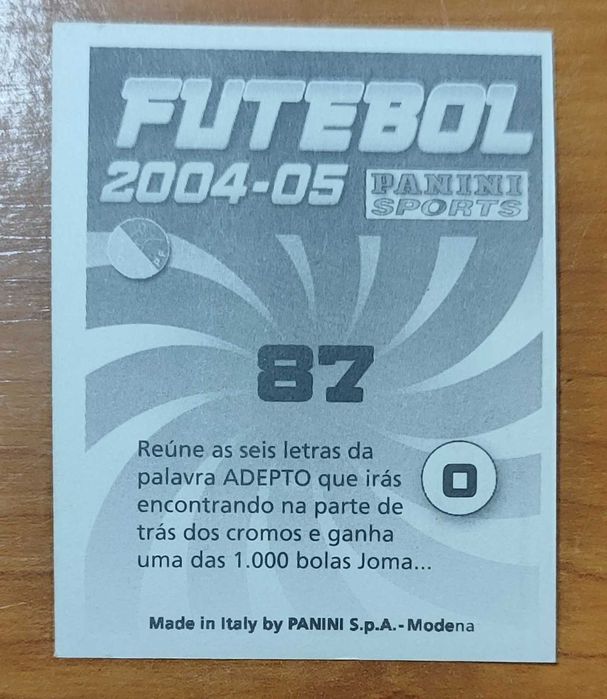 FUTEBOL
2004-05 PANINI
SPORTS
87
Reúne as seis letras da
palavra ADEPTO que irás
encontrando na parte de
trás dos cromos e ganha
uma das 1.000 bolas Joma...
O
Made in Italy by PANINI S.p.A.-Modena